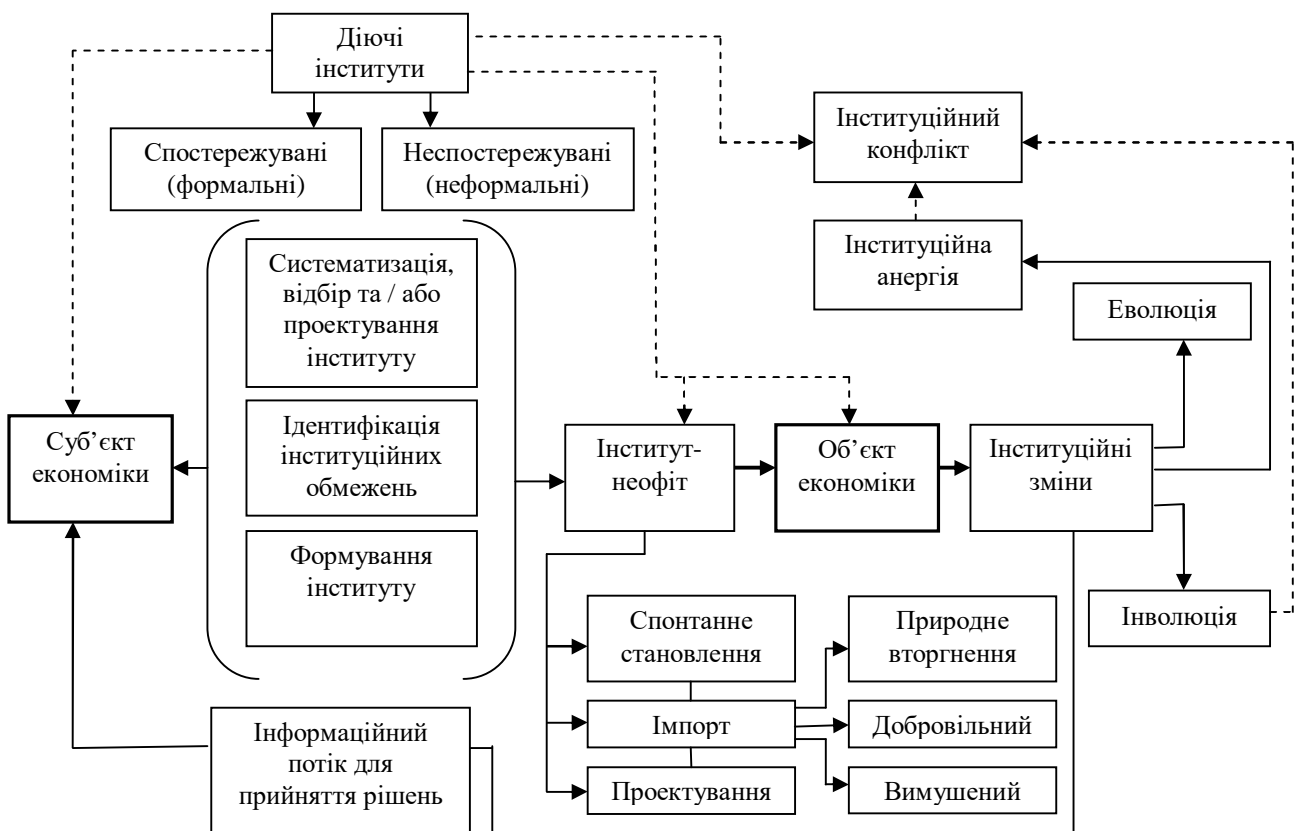 Діючі
інститути
Спостережувані
(формальні)
Неспостережувані
(неформальні)
Інституційний
конфлікт
Інституційна
анергія
Еволюція
Систематизація,
відбір та / або
проектування
інституту
Ідентифікація
інституційних
обмежень
Формування
інституту
Суб’єкт
економіки
Інститут-
неофіт
Об’єкт
економіки
Інституційні
зміни
Інволюція
Спонтанне
становлення
Імпорт
Проектування
Природне
вторгнення
Добровільний
Вимушений
Інформаційний
потік для
прийняття рішень